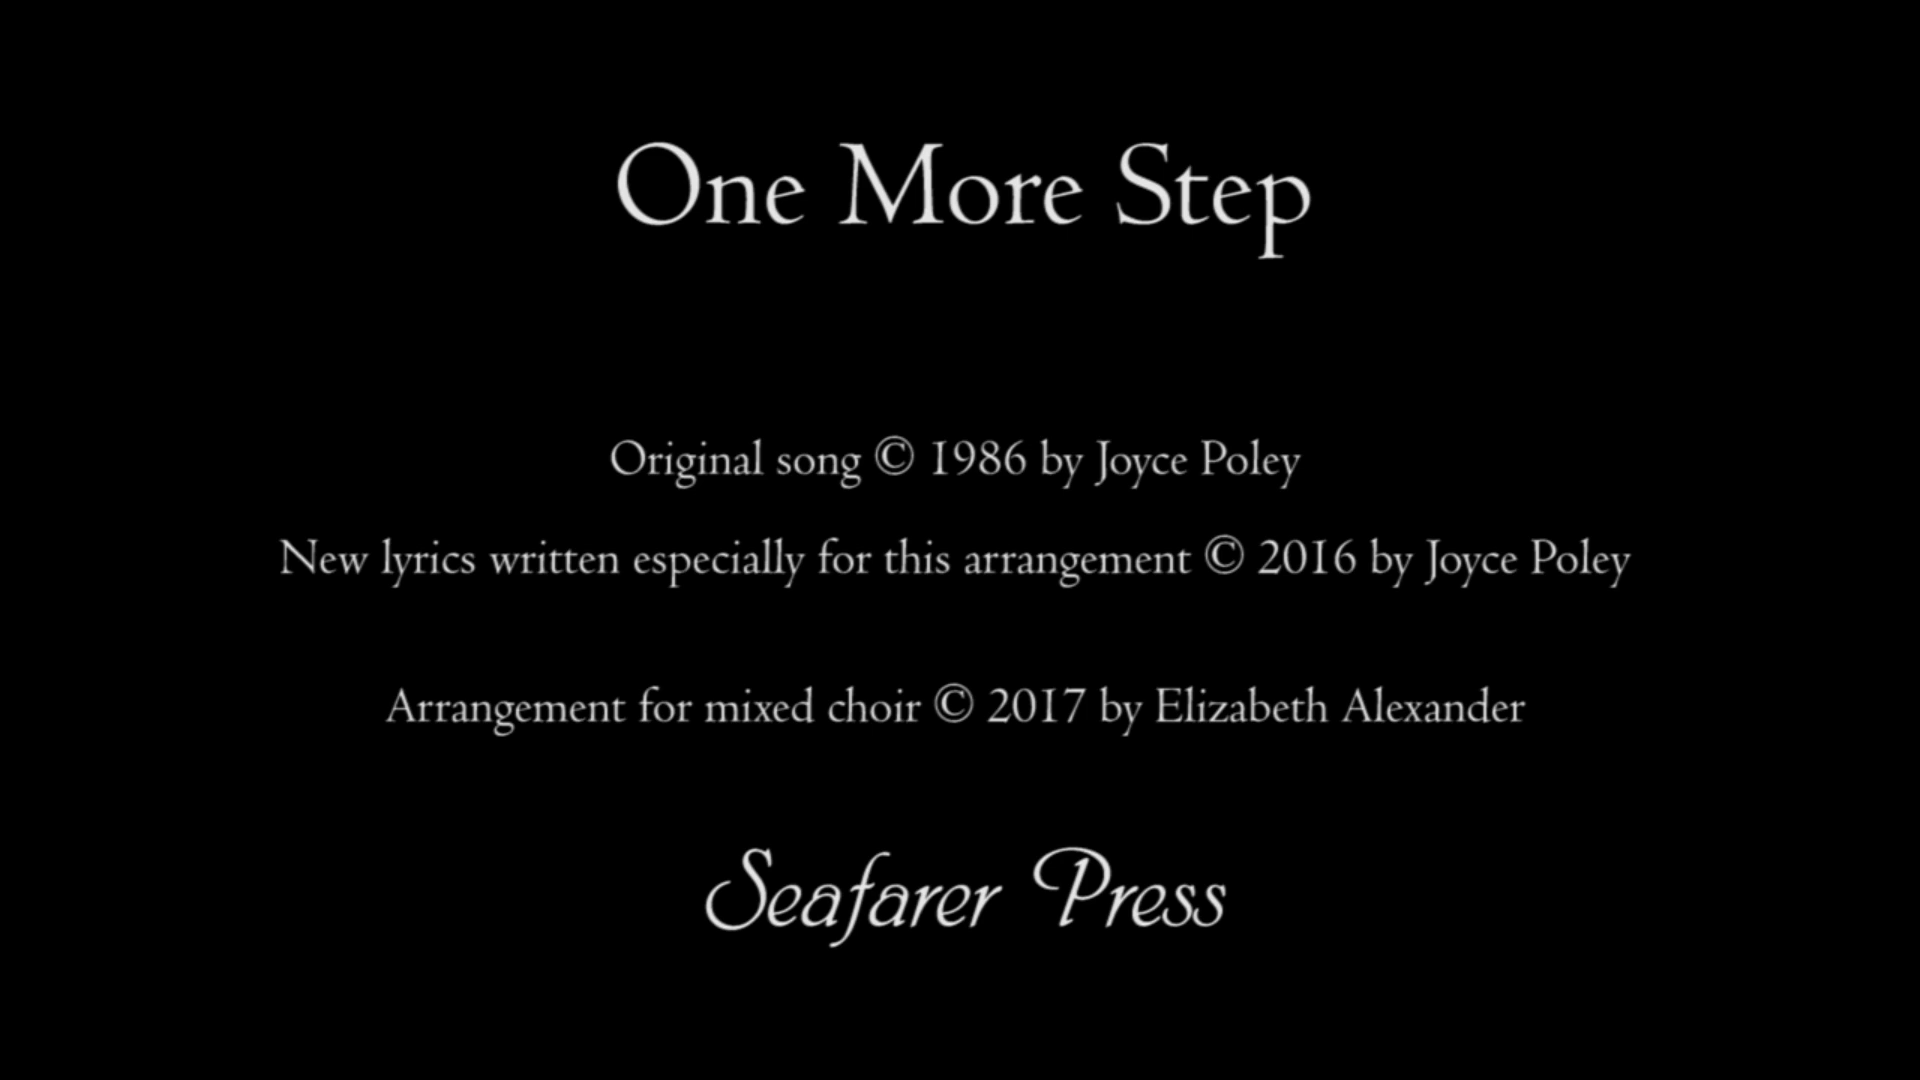 One More Step
Original song © 1986 by Joyce Poley
New lyrics written especially for this arrangement © 2016 by Joyce Poley
Arrangement for mixed choir © 2017 by Elizabeth Alexander
Seafarer Press